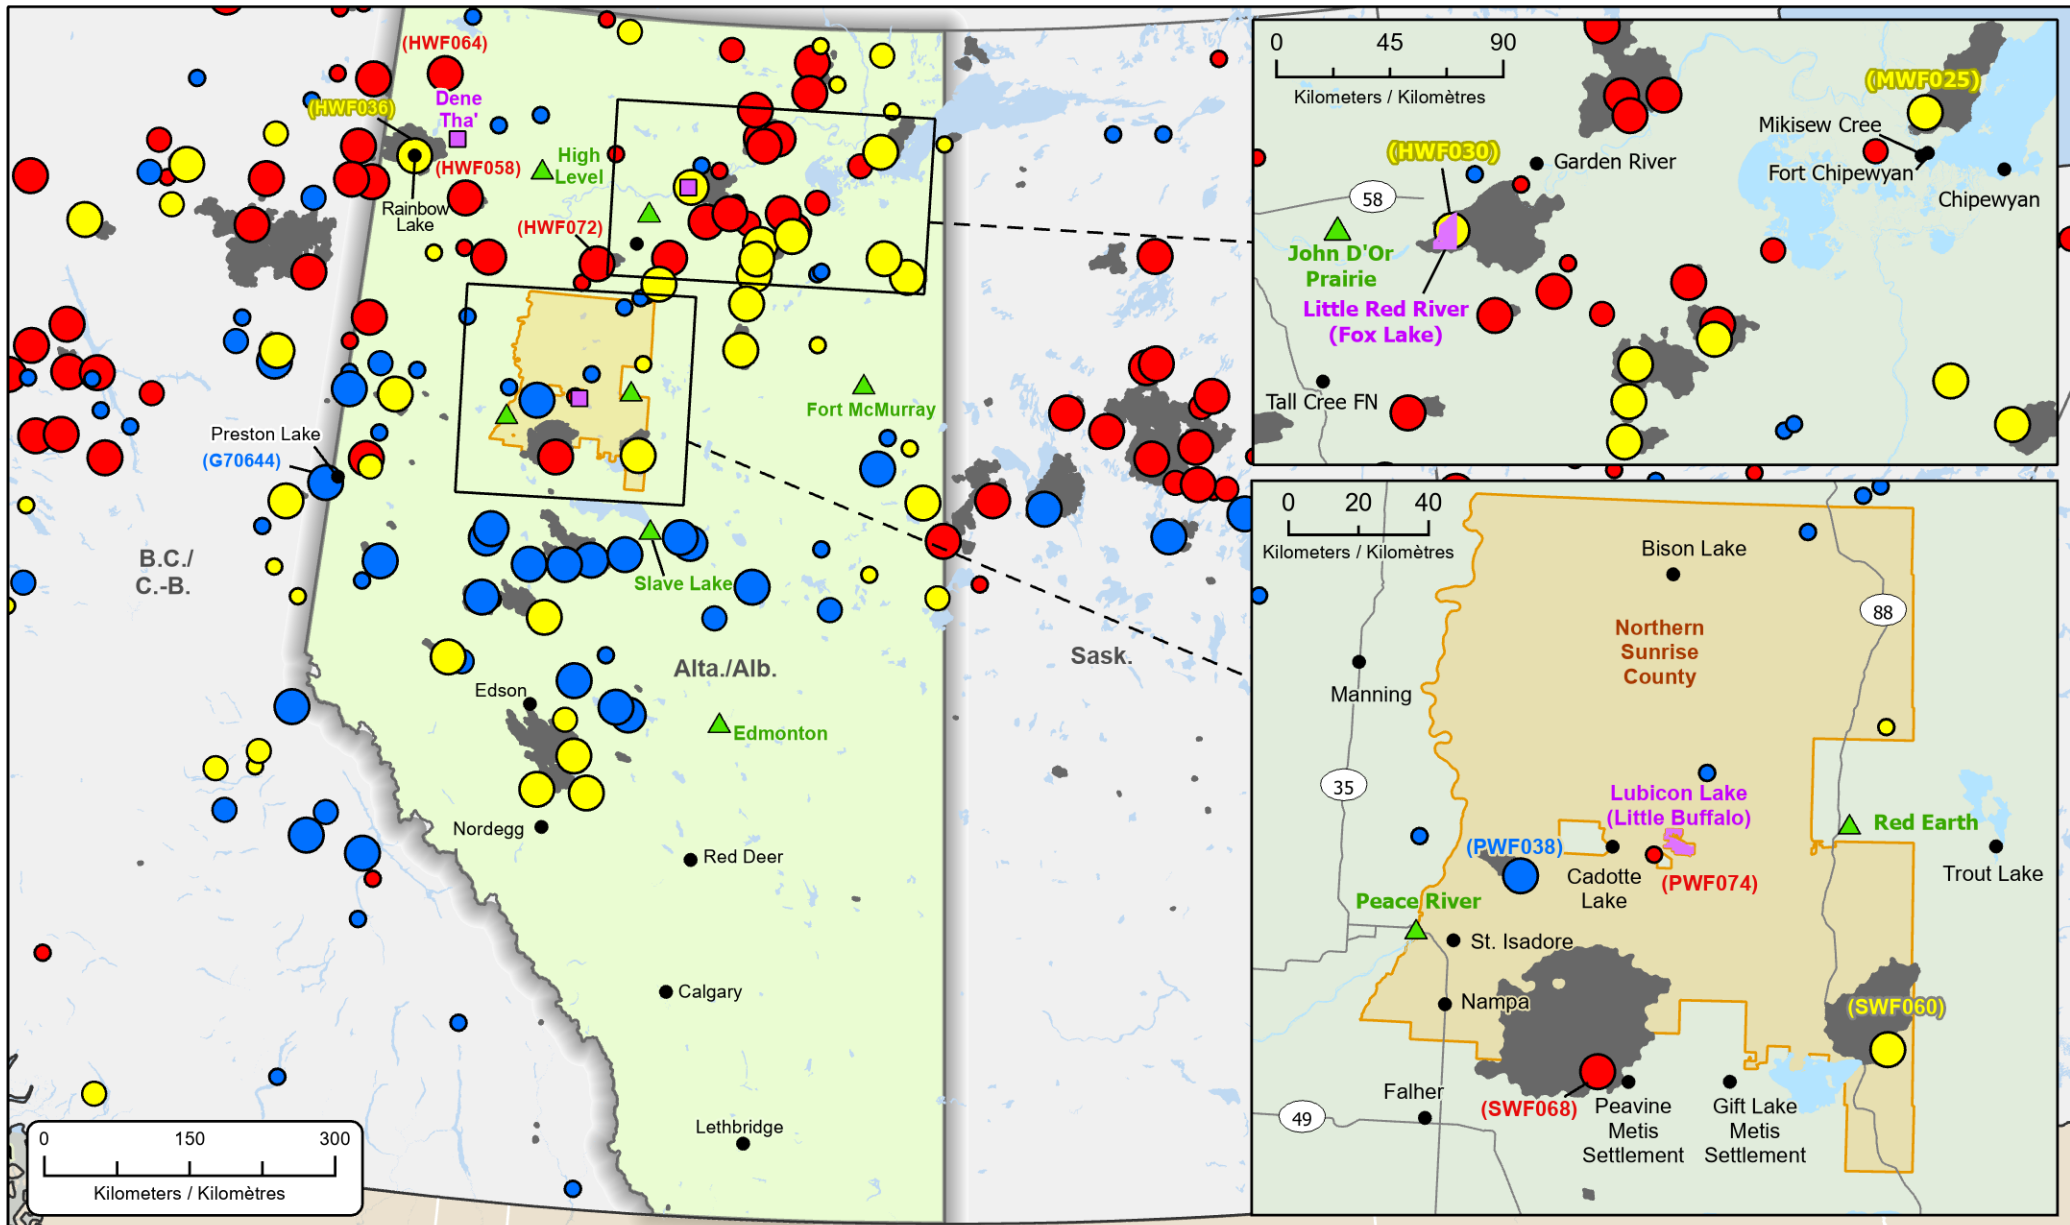 (HWF064)
Dene
Tha'
(HWF036)
High
Level
(HWF058)
Rainbow
Lake
(HWF072)
Fort McMurray
Preston Lake
(G70644)
B.C./
C.-B.
Slave Lake
Sask.
Alta./Alb.
Edson
Edmonton
Nordegg
Red Deer
Calgary
Lethbridge
0 150 300
Kilometers / Kilomètres
0 45 90
Kilometers / Kilomètres
(MWF025)
Mikisew Cree
(HWF030)
Garden River
Fort Chipewyan
Chipewyan
58
John D'Or
Prairie
Little Red River
(Fox Lake)
Tall Cree FN
0 20 40
Kilometers / Kilomètres
Bison Lake
88
Northern
Sunrise
County
Manning
35
Lubicon Lake
(Little Buffalo)
Red Earth
(PWF038)
Cadotte
Lake
(PWF074)
Trout Lake
Peace River
St. Isadore
Nampa
(SWF060)
Falher
(SWF068)
Peavine
Metis
Settlement
Gift Lake
Metis
Settlement
49